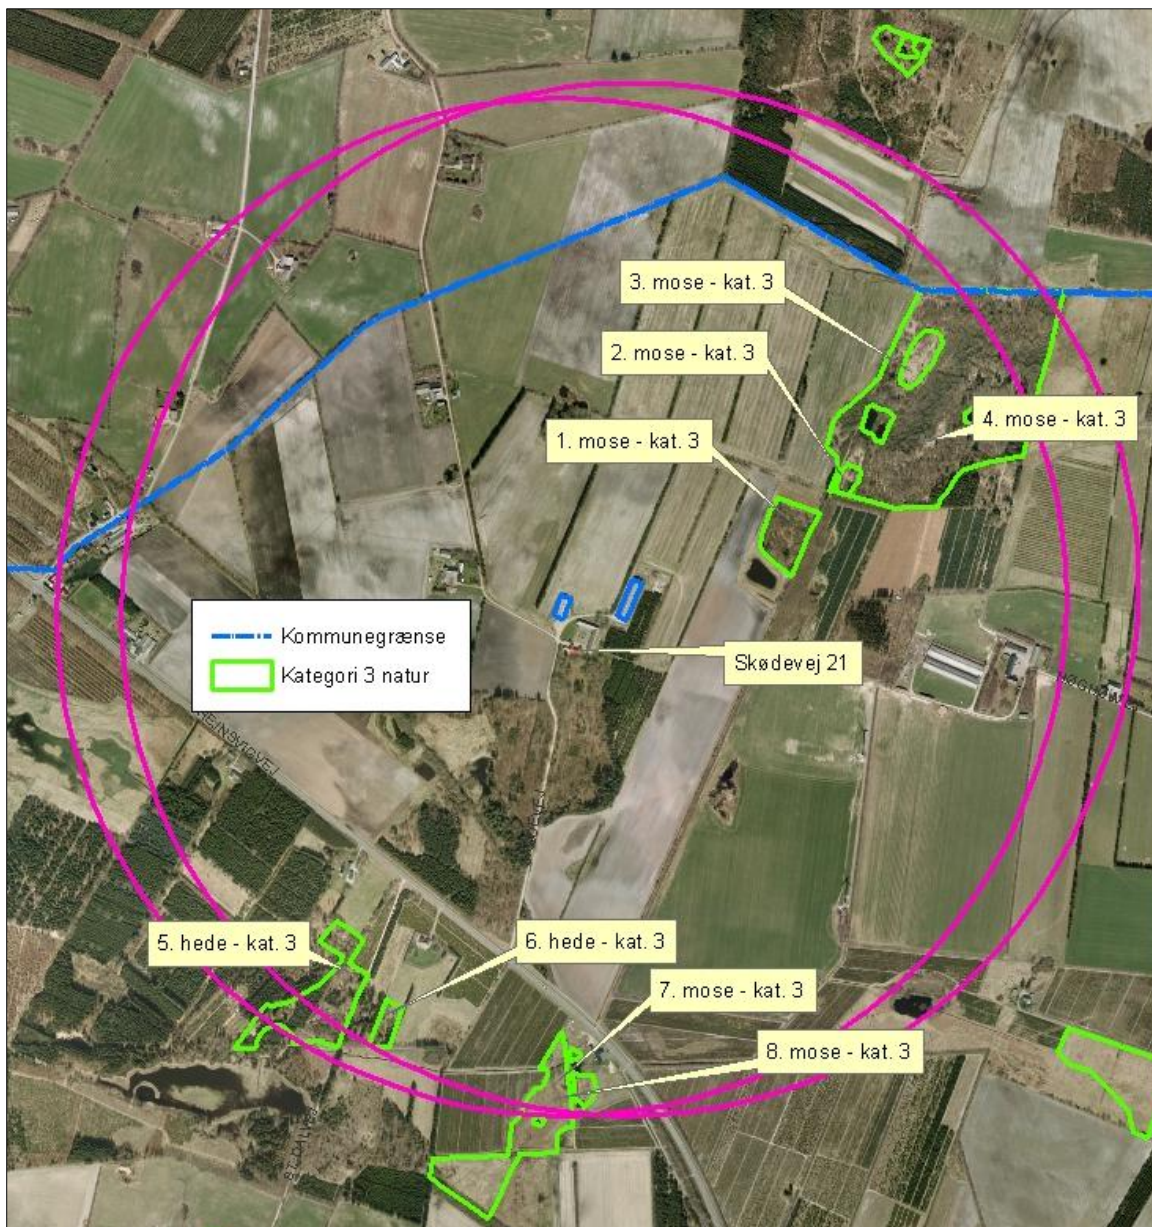 3. mose - kat. 3
2. mose - kat. 3
1. mose - kat. 3
4. mose - kat. 3
Kommunegrænse
Kategori 3 natur
Skødevej 21
HEJNSVIGVEJ
5. hede - kat. 3
6. hede - kat. 3
7. mose - kat. 3
8. mose - kat. 3